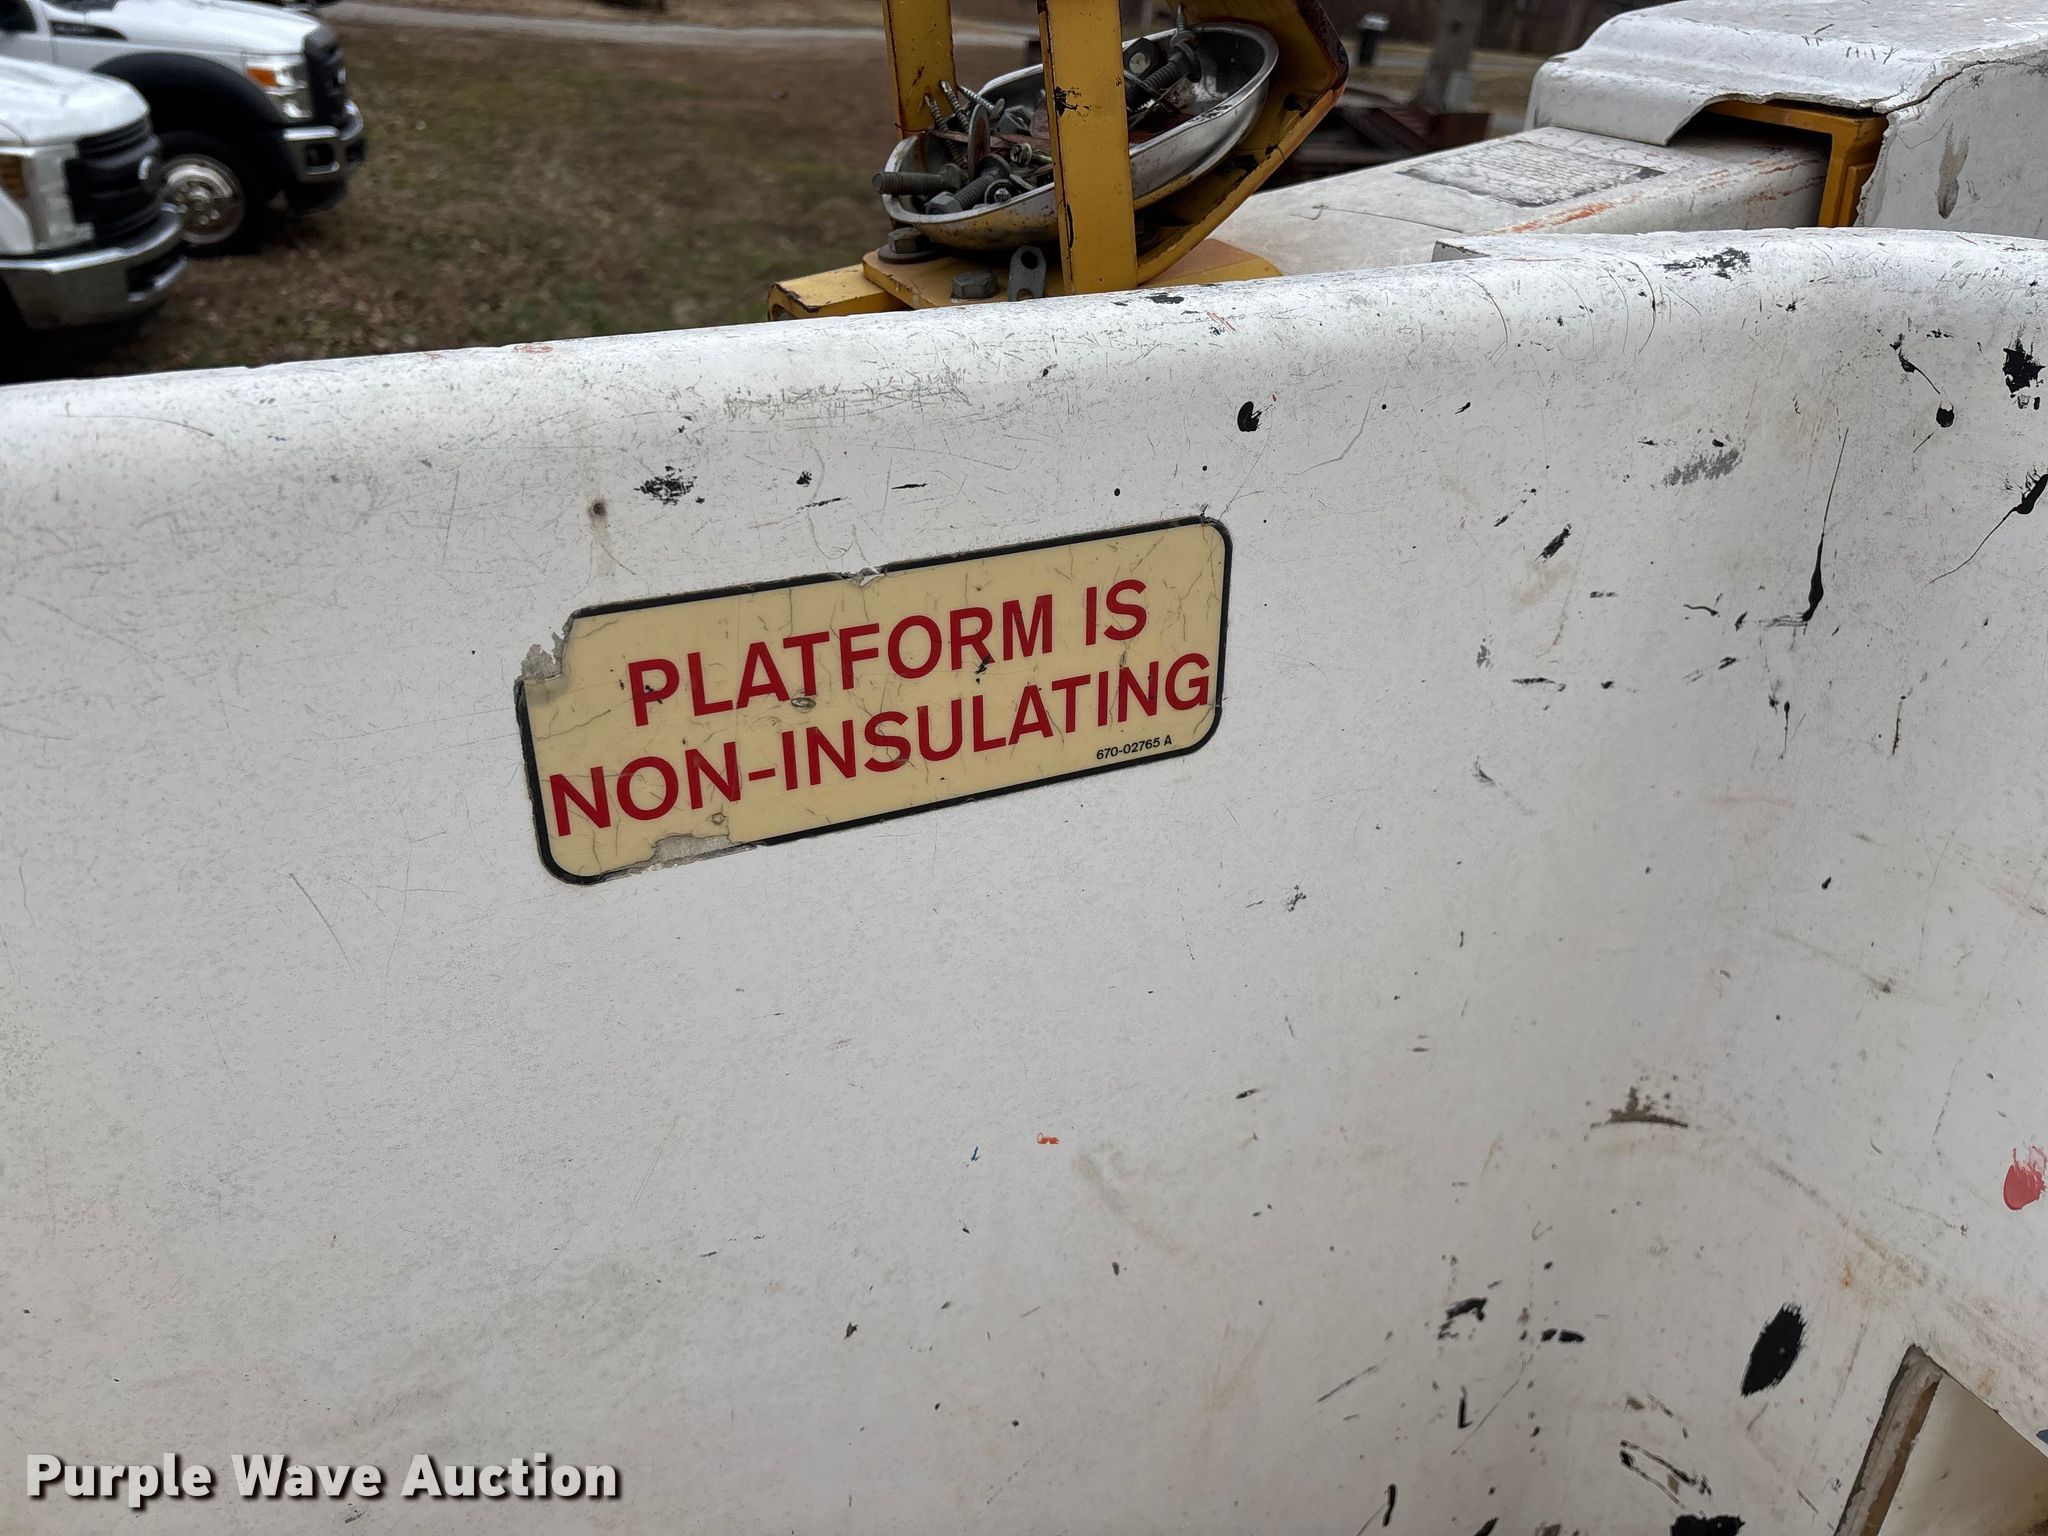 PLATFORM IS
NON-INSULATING
670-02765 A
Purple Wave Auction